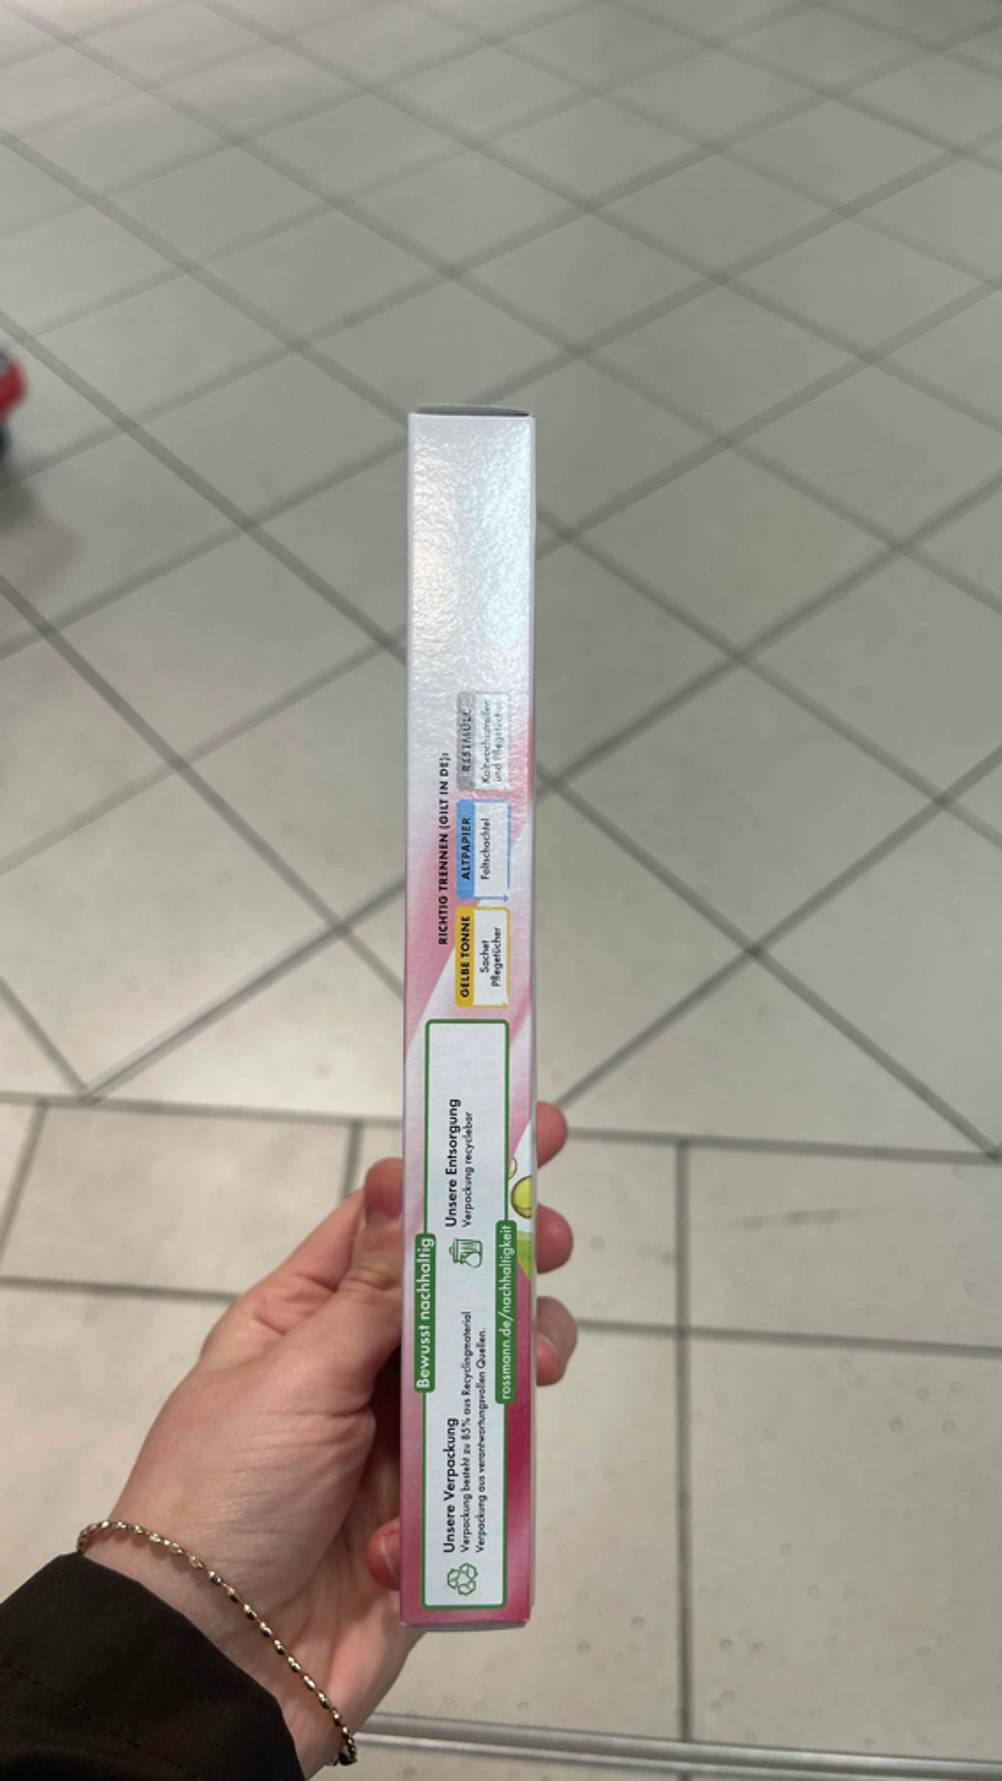 Bewusst nachhaltig
Unsere Verpackung
Verpackung besteht zu 85% aus Recyclingmaterial
Verpackung aus verantwortungsvollen Quellen.
Unsere Entsorgung
Verpackung recyclebar
rossmann.de/nachhaltigkeit
RICHTIG TRENNEN (GILT IN DE):
GELBE TONNE
Sachet
Pflegetücher
ALTPAPIER
Faltschachtel
RESTMÜLL
Kaltwachsstreifen
und Pflegetücher